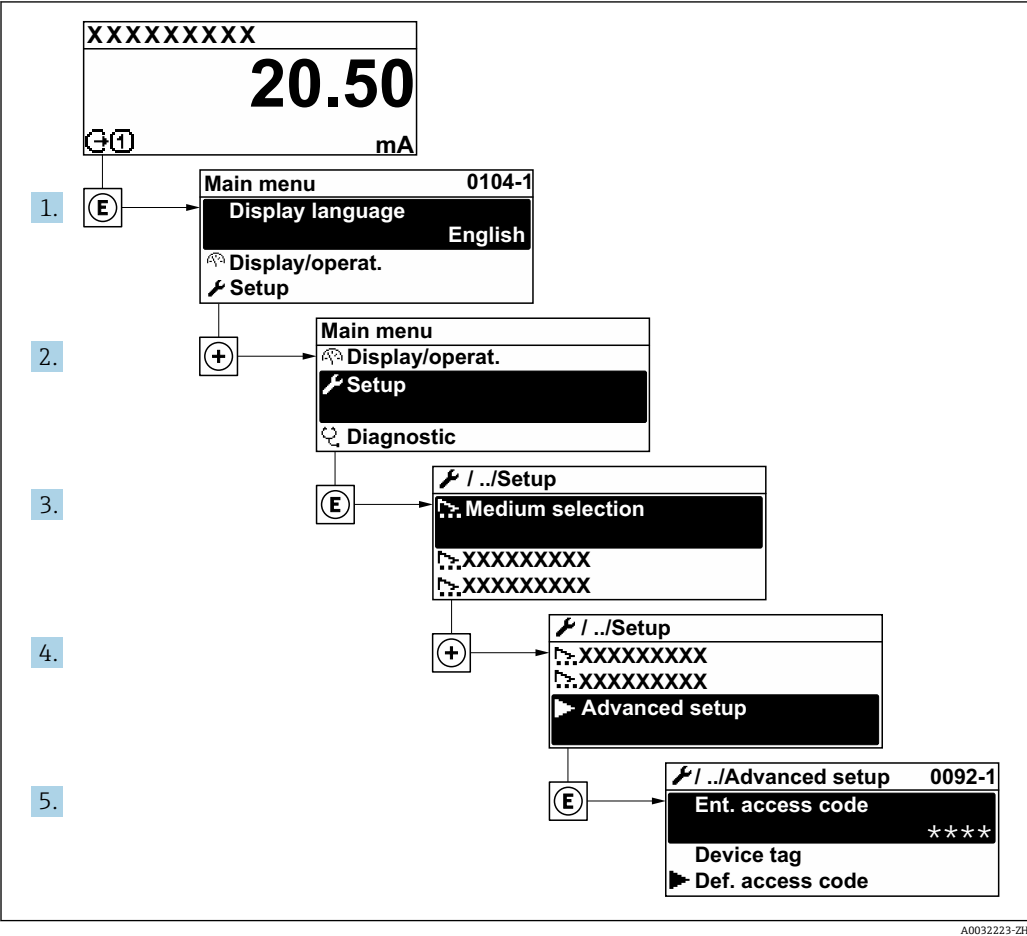 XXXXXXXXX
20.50
1
mA
1.
E
Main menu 0104-1
Display language
English
Display/operat.
Setup
2.
+
Main menu
Display/operat.
Setup
Diagnostic
3.
E
/ ../Setup
Medium selection
XXXXXXXXX
XXXXXXXXX
4.
+
/ ../Setup
XXXXXXXXX
XXXXXXXXX
Advanced setup
5.
E
/ ../Advanced setup 0092-1
Ent. access code
****
Device tag
Def. access code
A0032223-ZH